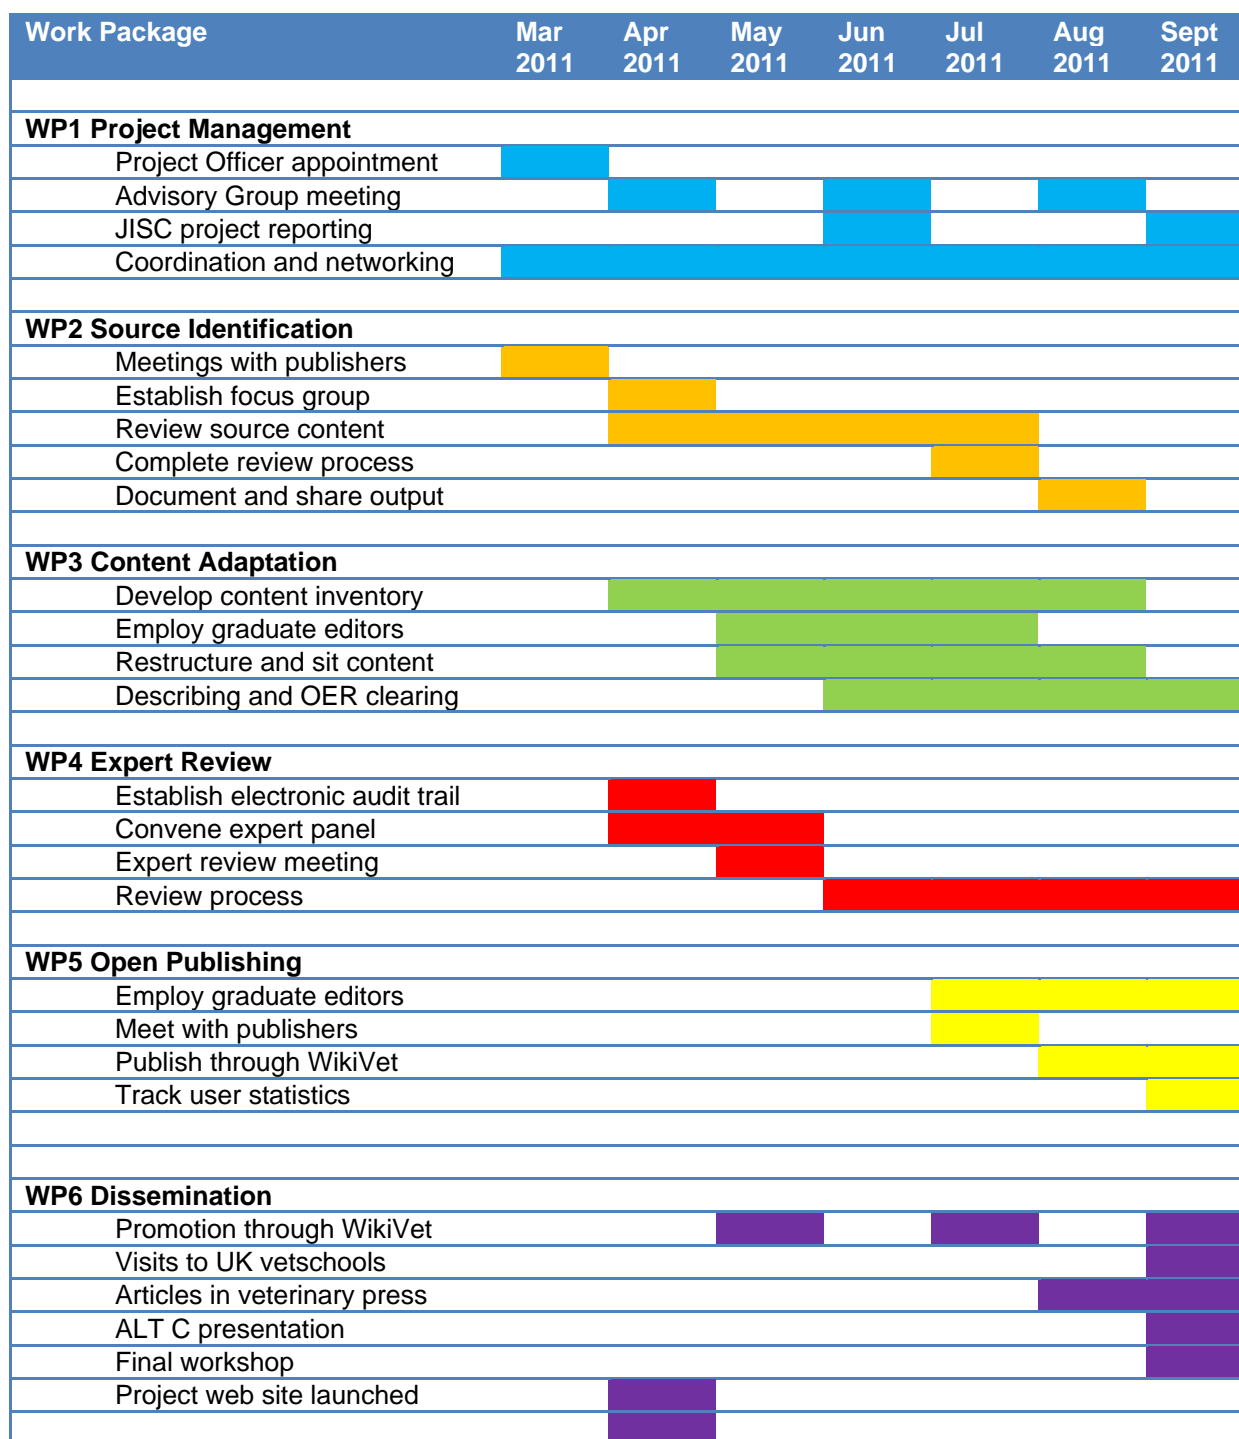 Work Package Mar Apr May Jun Jul Aug Sept
2011 2011 2011 2011 2011 2011 2011
WP1 Project Management
Project Officer appointment
Advisory Group meeting
JISC project reporting
Coordination and networking
WP2 Source Identification
Meetings with publishers
Establish focus group
Review source content
Complete review process
Document and share output
WP3 Content Adaptation
Develop content inventory
Employ graduate editors
Restructure and sit content
Describing and OER clearing
WP4 Expert Review
Establish electronic audit trail
Convene expert panel
Expert review meeting
Review process
WP5 Open Publishing
Employ graduate editors
Meet with publishers
Publish through WikiVet
Track user statistics
WP6 Dissemination
Promotion through WikiVet
Visits to UK vetschools
Articles in veterinary press
ALT C presentation
Final workshop
Project web site launched